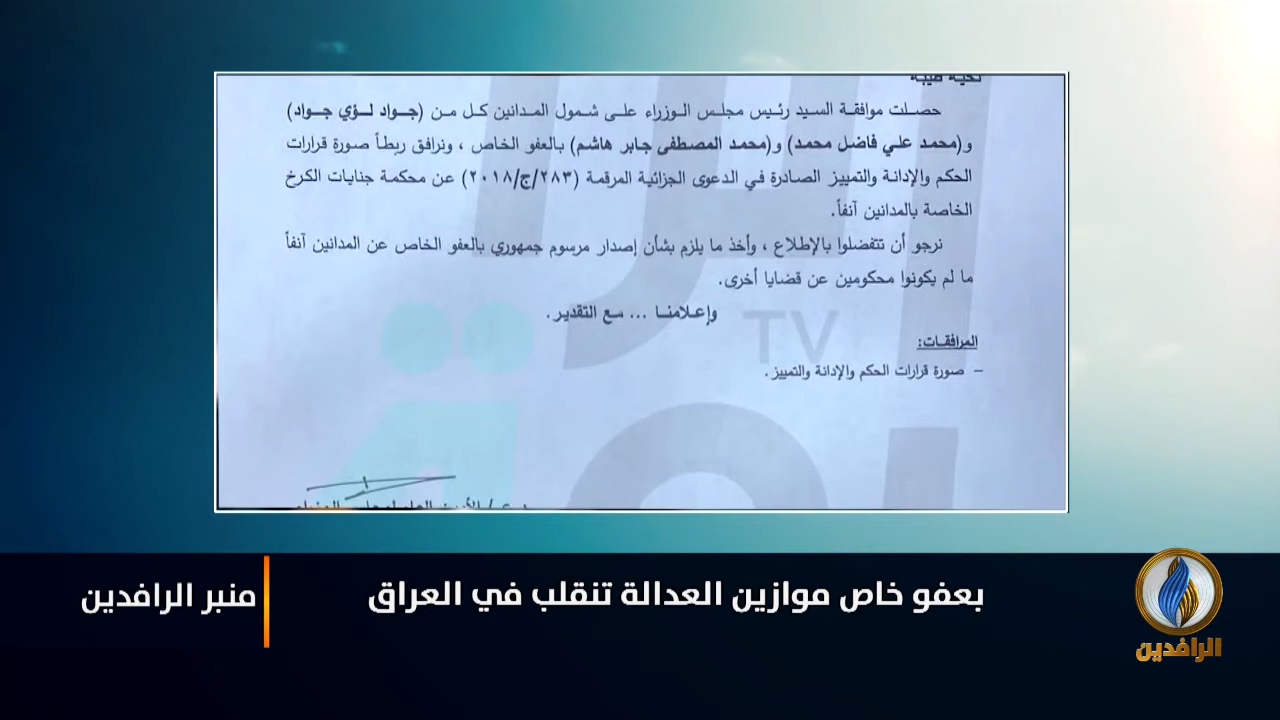 تحية طيبة
حصلت موافقة السيد رئيس مجلس الوزراء على شمول المدانين كل من (جواد لؤي جواد)
و(محمد علي فاضل محمد) و(محمد المصطفى جابر هاشم) بالعفو الخاص ، ونرافق ربطاً صورة قرارات
الحكم والإدانة والتمييز الصادرة في الدعوى الجزائية المرقمة (٢٨٣/ج/٢٠١٨) عن محكمة جنايات الكرخ
الخاصة بالمدانين آنفاً.
نرجو أن تتفضلوا بالإطلاع ، وأخذ ما يلزم بشأن إصدار مرسوم جمهوري بالعفو الخاص عن المدانين آنفاً
ما لم يكونوا محكومين عن قضايا أخرى.
وإعلامنا ... مع التقدير.
TV
المرافقات:
– صورة قرارات الحكم والإدانة والتمييز.
بعفو خاص موازين العدالة تنقلب في العراق
منبر الرافدين
الرافدين